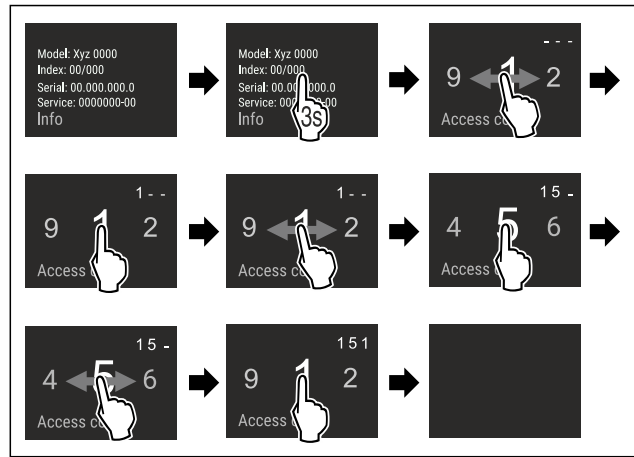 Model: Xyz 0000
Index: 00/000
Serial: 00.000.000.0
Service: 0000000-00
Info
Model: Xyz 0000
Index: 00/000
Serial: 00.00 .0
Service: 00 -00
Info
3s
- - -
9 1 2
Access
1 - -
9 1 2
Access
1 - -
9 1 2
Access
1 5 -
4 5 6
Access
1 5 -
4 5 6
Access
1 5 1
9 1 2
Access